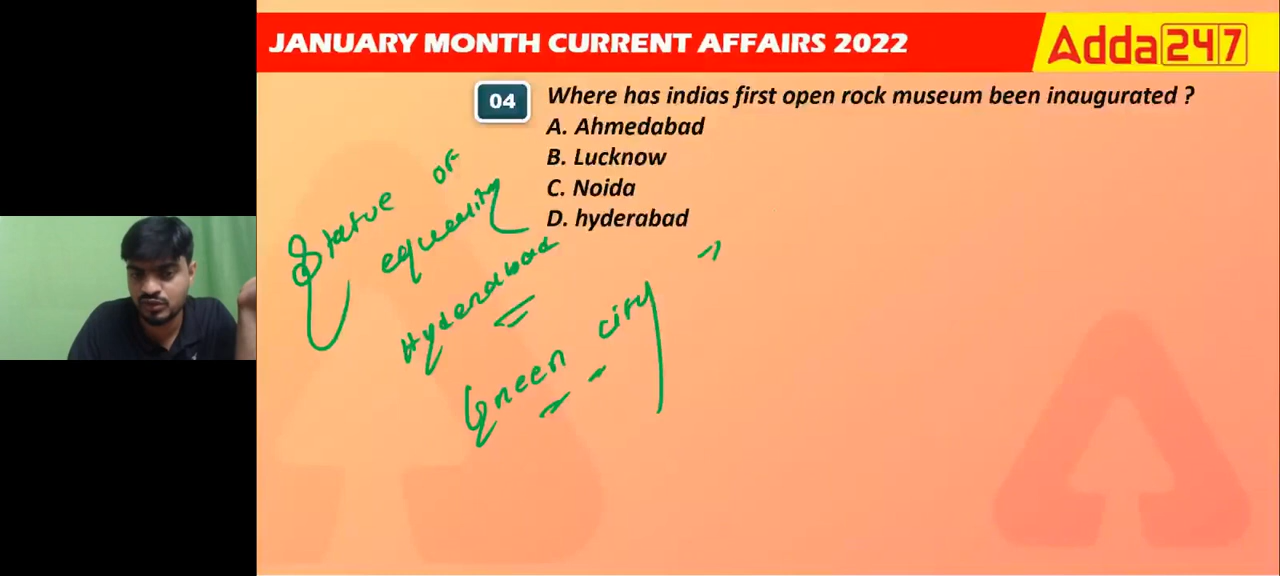 JANUARY MONTH CURRENT AFFAIRS 2022
Adda247
04
Where has indias first open rock museum been inaugurated ?
A. Ahmedabad
B. Lucknow
C. Noida
D. hyderabad
Statue of
equality
Hyderabad
Green city